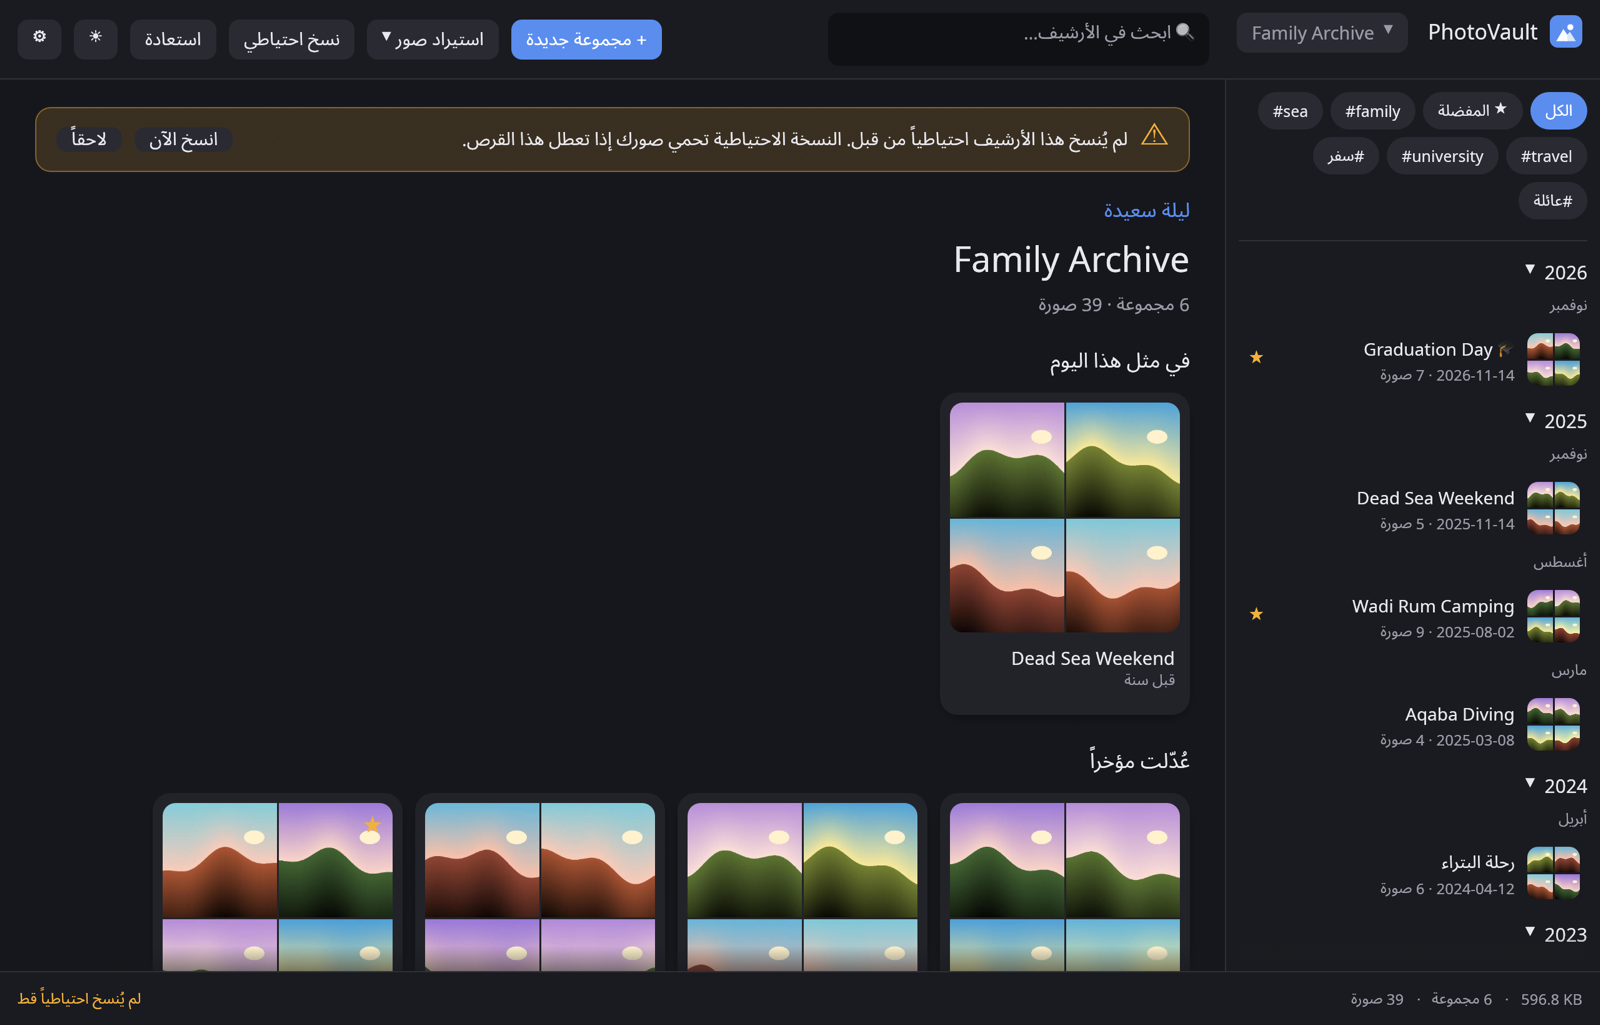 PhotoVault
Family Archive ▼
ابحث في الأرشيف...
+ مجموعة جديدة
استيراد صور ▼
نسخ احتياطي
استعادة
الكل
★ المفضلة
#family
#sea
#travel
#university
#سفر
#عائلة
2026 ▼
نوفمبر
Graduation Day 🎓
2026-11-14 · 7 صورة
★
2025 ▼
نوفمبر
Dead Sea Weekend
2025-11-14 · 5 صورة
أغسطس
Wadi Rum Camping
2025-08-02 · 9 صورة
★
مارس
Aqaba Diving
2025-03-08 · 4 صورة
2024 ▼
أبريل
رحلة البتراء
2024-04-12 · 6 صورة
2023 ▼
لم يُنسخ هذا الأرشيف احتياطياً من قبل. النسخة الاحتياطية تحمي صورك إذا تعطل هذا القرص.
انسخ الآن
لاحقاً
ليلة سعيدة
Family Archive
6 مجموعة · 39 صورة
في مثل هذا اليوم
Dead Sea Weekend
قبل سنة
عُدّلت مؤخراً
596.8 KB · 6 مجموعة · 39 صورة
لم يُنسخ احتياطياً قط